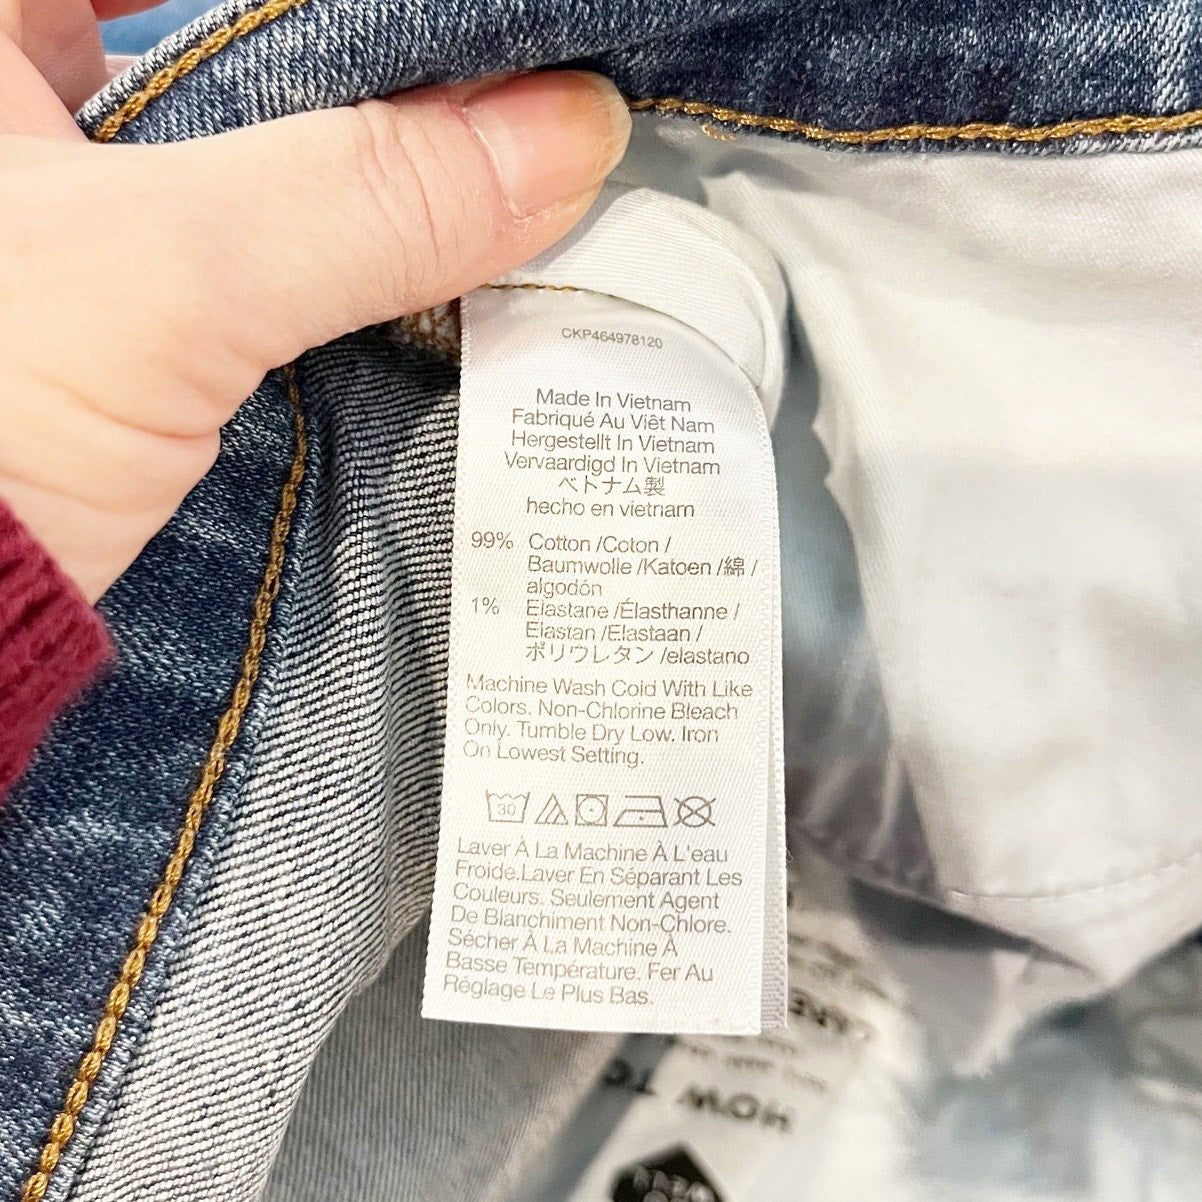 CKP464978120
Made In Vietnam
Fabriqué Au Viêt Nam
Hergestellt In Vietnam
Vervaardigd In Vietnam
ベトナム製
hecho en vietnam
99% Cotton /Coton /
Baumwolle /Katoen /綿 /
algodón
1% Elastane /Élasthanne /
Elastan /Elastaan /
ポリウレタン /elastano
Machine Wash Cold With Like
Colors. Non-Chlorine Bleach
Only. Tumble Dry Low. Iron
On Lowest Setting.
30
Laver À La Machine À L'eau
Froide.Laver En Séparant Les
Couleurs. Seulement Agent
De Blanchiment Non-Chlore.
Sécher À La Machine À
Basse Température. Fer Au
Réglage Le Plus Bas.
CARE
HOW TO